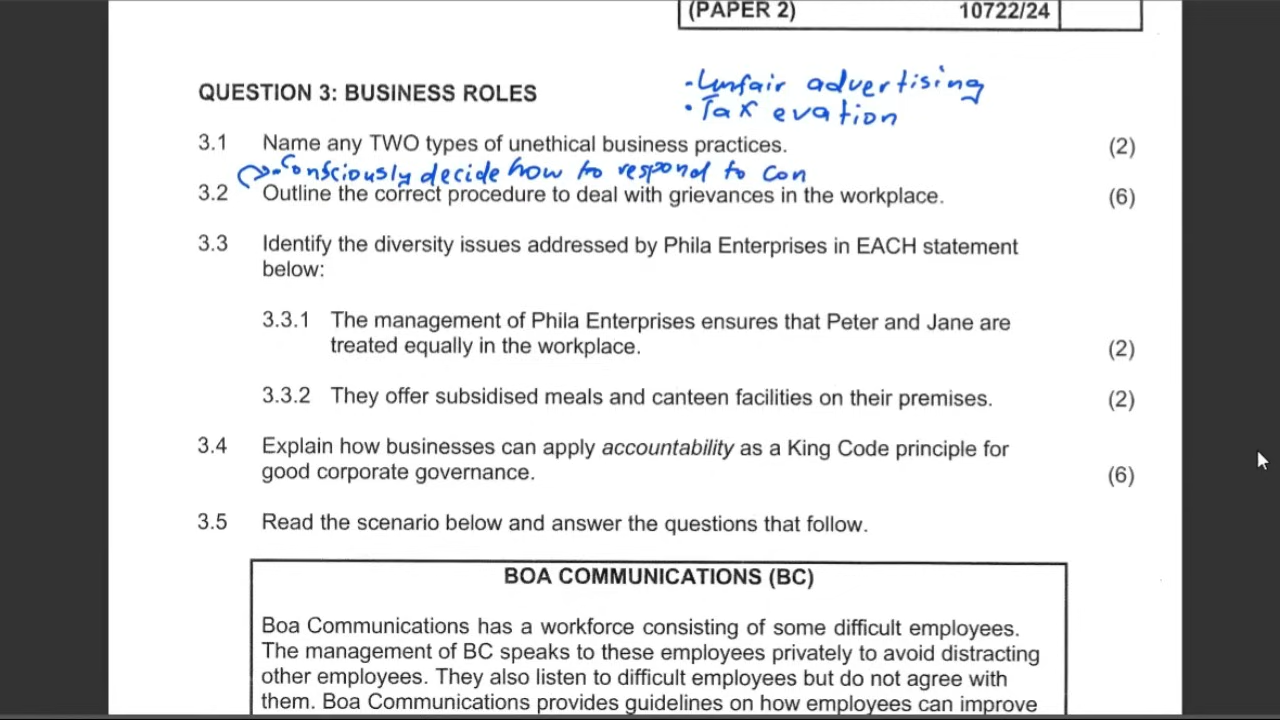 (PAPER 2) 10722/24
QUESTION 3: BUSINESS ROLES
-Unfair advertising
• Tax evation
3.1 Name any TWO types of unethical business practices. (2)
-Consciously decide how to respond to con
3.2 Outline the correct procedure to deal with grievances in the workplace. (6)
3.3 Identify the diversity issues addressed by Phila Enterprises in EACH statement
below:
3.3.1 The management of Phila Enterprises ensures that Peter and Jane are
treated equally in the workplace. (2)
3.3.2 They offer subsidised meals and canteen facilities on their premises. (2)
3.4 Explain how businesses can apply accountability as a King Code principle for
good corporate governance. (6)
3.5 Read the scenario below and answer the questions that follow.
BOA COMMUNICATIONS (BC)
Boa Communications has a workforce consisting of some difficult employees.
The management of BC speaks to these employees privately to avoid distracting
other employees. They also listen to difficult employees but do not agree with
them. Boa Communications provides guidelines on how employees can improve